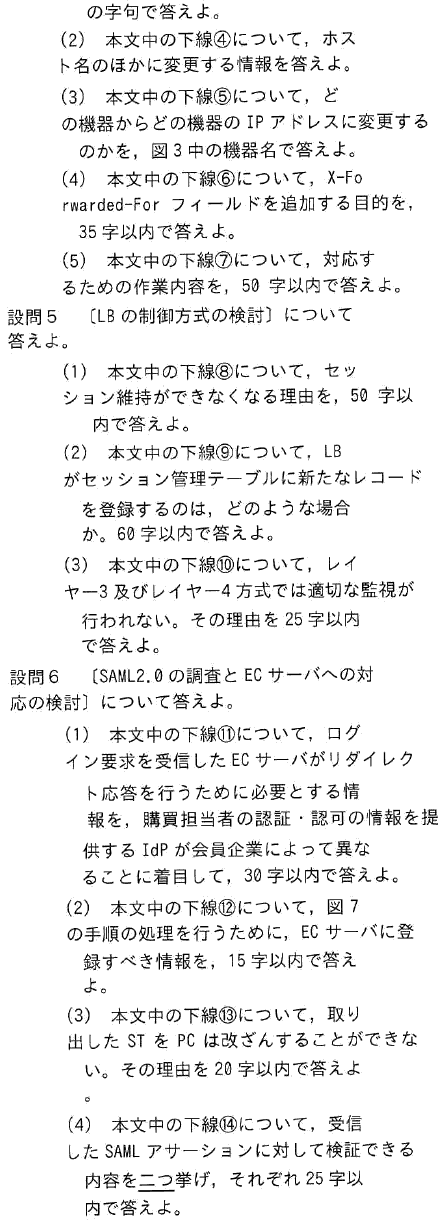 の字句で答えよ。
(2) 本文中の下線④について，ホス
ト名のほかに変更する情報を答えよ。
(3) 本文中の下線⑤について，ど
の機器からどの機器の IP アドレスに変更する
のかを，図3中の機器名で答えよ。
(4) 本文中の下線⑥について，X-Fo
rwarded-For フィールドを追加する目的を，
35字以内で答えよ。
(5) 本文中の下線⑦について，対応す
るための作業内容を，50 字以内で答えよ。
設問5 〔LB の制御方式の検討〕について
答えよ。
(1) 本文中の下線⑧について，セッ
ション維持ができなくなる理由を，50 字以
内で答えよ。
(2) 本文中の下線⑨について，LB
がセッション管理テーブルに新たなレコード
を登録するのは，どのような場合
か。60字以内で答えよ。
(3) 本文中の下線⑩について，レイ
ヤー3及びレイヤー4方式では適切な監視が
行われない。その理由を25字以内
で答えよ。
設問6 〔SAML2.0の調査とECサーバへの対
応の検討〕について答えよ。
(1) 本文中の下線⑪について，ログ
イン要求を受信したECサーバがリダイレク
ト応答を行うために必要とする情
報を，購買担当者の認証・認可の情報を提
供する IdP が会員企業によって異な
ることに着目して，30字以内で答えよ。
(2) 本文中の下線⑫について，図7
の手順の処理を行うために，ECサーバに登
録すべき情報を，15字以内で答え
よ。
(3) 本文中の下線⑬について，取り
出した ST を PC は改ざんすることができな
い。その理由を20字以内で答えよ
。
(4) 本文中の下線⑭について，受信
した SAML アサーションに対して検証できる
内容を二つ挙げ，それぞれ25字以
内で答えよ。